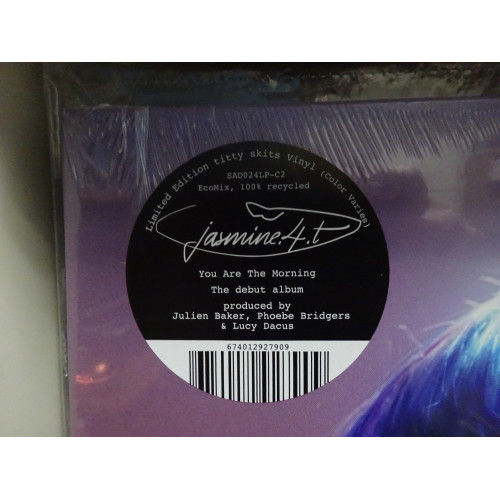 Limited Edition titty skits Vinyl (Color Varies)
SAD024LP-C2
EcoMix, 100% recycled
jasmine.4.t
You Are The Morning
The debut album
produced by
Julien Baker, Phoebe Bridgers
& Lucy Dacus
674012927909